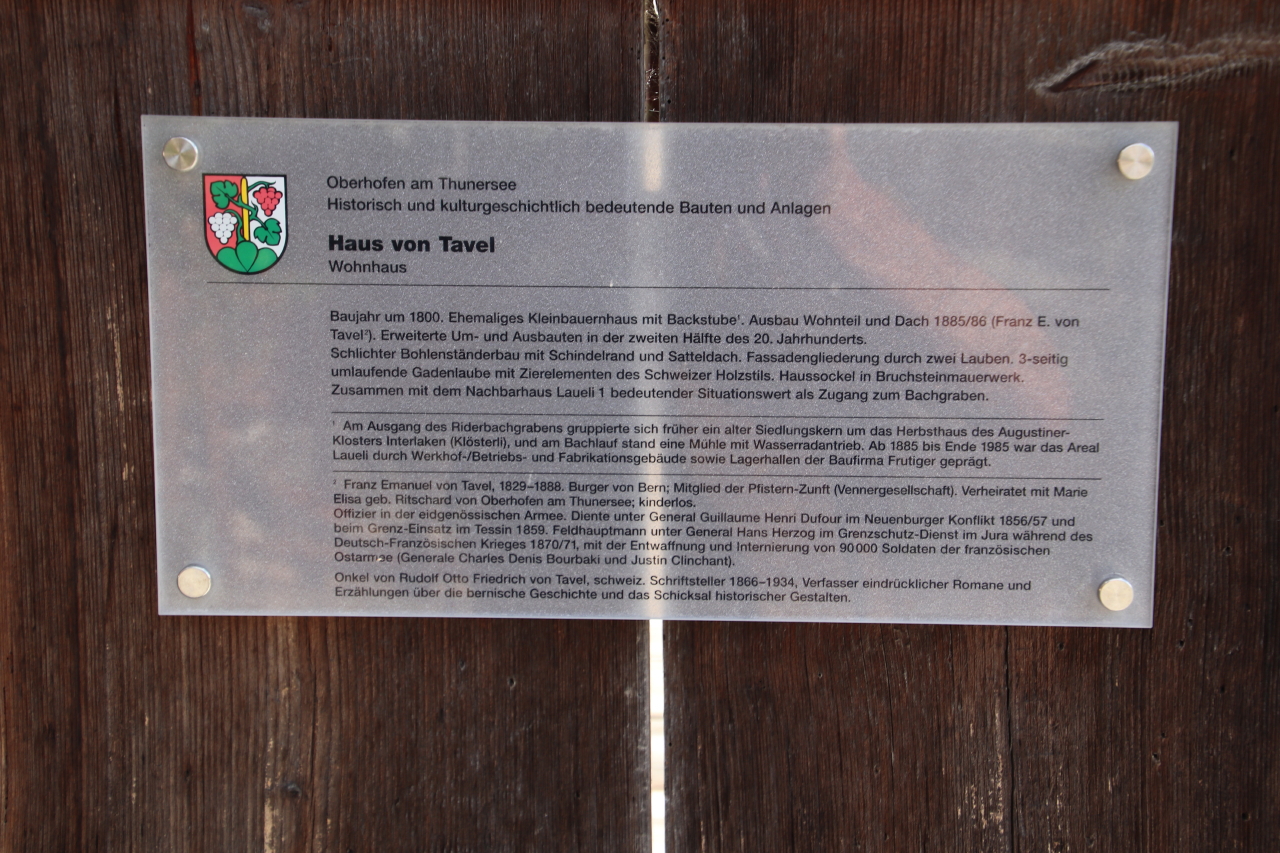 Oberhofen am Thunersee
Historisch und kulturgeschichtlich bedeutende Bauten und Anlagen
Haus von Tavel
Wohnhaus
Baujahr um 1800. Ehemaliges Kleinbauernhaus mit Backstube¹. Ausbau Wohnteil und Dach 1885/86 (Franz E. von
Tavel²). Erweiterte Um- und Ausbauten in der zweiten Hälfte des 20. Jahrhunderts.
Schlichter Bohlenständerbau mit Schindelrand und Satteldach. Fassadengliederung durch zwei Lauben. 3-seitig
umlaufende Gadenlaube mit Zierelementen des Schweizer Holzstils. Haussockel in Bruchsteinmauerwerk.
Zusammen mit dem Nachbarhaus Laueli 1 bedeutender Situationswert als Zugang zum Bachgraben.
¹ Am Ausgang des Riderbachgrabens gruppierte sich früher ein alter Siedlungskern um das Herbsthaus des Augustiner-
Klosters Interlaken (Klösterli), und am Bachlauf stand eine Mühle mit Wasserradantrieb. Ab 1885 bis Ende 1985 war das Areal
Laueli durch Werkhof-/Betriebs- und Fabrikationsgebäude sowie Lagerhallen der Baufirma Frutiger geprägt.
² Franz Emanuel von Tavel, 1829–1888. Burger von Bern; Mitglied der Pfistern-Zunft (Vennergesellschaft). Verheiratet mit Marie
Elisa geb. Ritschard von Oberhofen am Thunersee; kinderlos.
Offizier in der eidgenössischen Armee. Diente unter General Guillaume Henri Dufour im Neuenburger Konflikt 1856/57 und
beim Grenz-Einsatz im Tessin 1859. Feldhauptmann unter General Hans Herzog im Grenzschutz-Dienst im Jura während des
Deutsch-Französischen Krieges 1870/71, mit der Entwaffnung und Internierung von 90 000 Soldaten der französischen
Ostarmee (Generale Charles Denis Bourbaki und Justin Clinchant).
Onkel von Rudolf Otto Friedrich von Tavel, schweiz. Schriftsteller 1866–1934, Verfasser eindrücklicher Romane und
Erzählungen über die bernische Geschichte und das Schicksal historischer Gestalten.